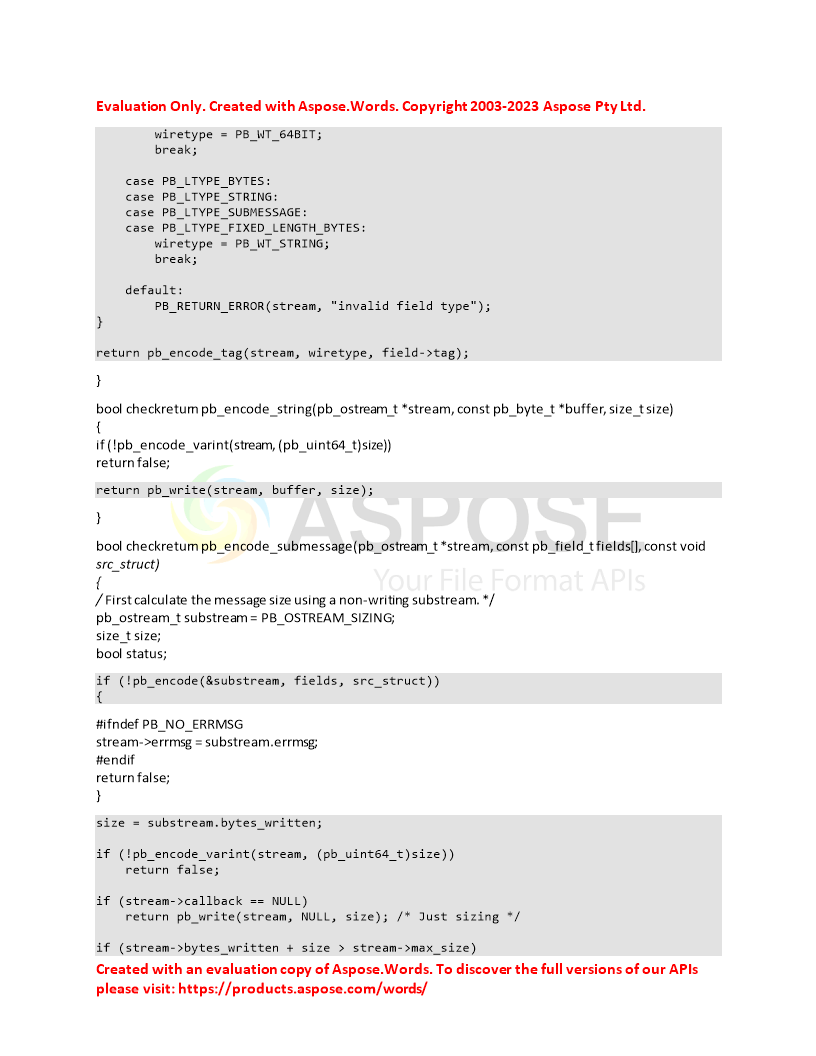 Evaluation Only. Created with Aspose.Words. Copyright 2003-2023 Aspose Pty Ltd.
        wiretype = PB_WT_64BIT;
        break;

    case PB_LTYPE_BYTES:
    case PB_LTYPE_STRING:
    case PB_LTYPE_SUBMESSAGE:
    case PB_LTYPE_FIXED_LENGTH_BYTES:
        wiretype = PB_WT_STRING;
        break;

    default:
        PB_RETURN_ERROR(stream, "invalid field type");
}

return pb_encode_tag(stream, wiretype, field->tag);
}
bool checkreturn pb_encode_string(pb_ostream_t *stream, const pb_byte_t *buffer, size_t size)
{
if (!pb_encode_varint(stream, (pb_uint64_t)size))
return false;
return pb_write(stream, buffer, size);
}
ASPOSE
bool checkreturn pb_encode_submessage(pb_ostream_t *stream, const pb_field_t fields[], const void
src_struct)
Your File Format APIs
{
/ First calculate the message size using a non-writing substream. */
pb_ostream_t substream = PB_OSTREAM_SIZING;
size_t size;
bool status;
if (!pb_encode(&substream, fields, src_struct))
{
#ifndef PB_NO_ERRMSG
stream->errmsg = substream.errmsg;
#endif
return false;
}
size = substream.bytes_written;

if (!pb_encode_varint(stream, (pb_uint64_t)size))
    return false;

if (stream->callback == NULL)
    return pb_write(stream, NULL, size); /* Just sizing */

if (stream->bytes_written + size > stream->max_size)
Created with an evaluation copy of Aspose.Words. To discover the full versions of our APIs
please visit: https://products.aspose.com/words/